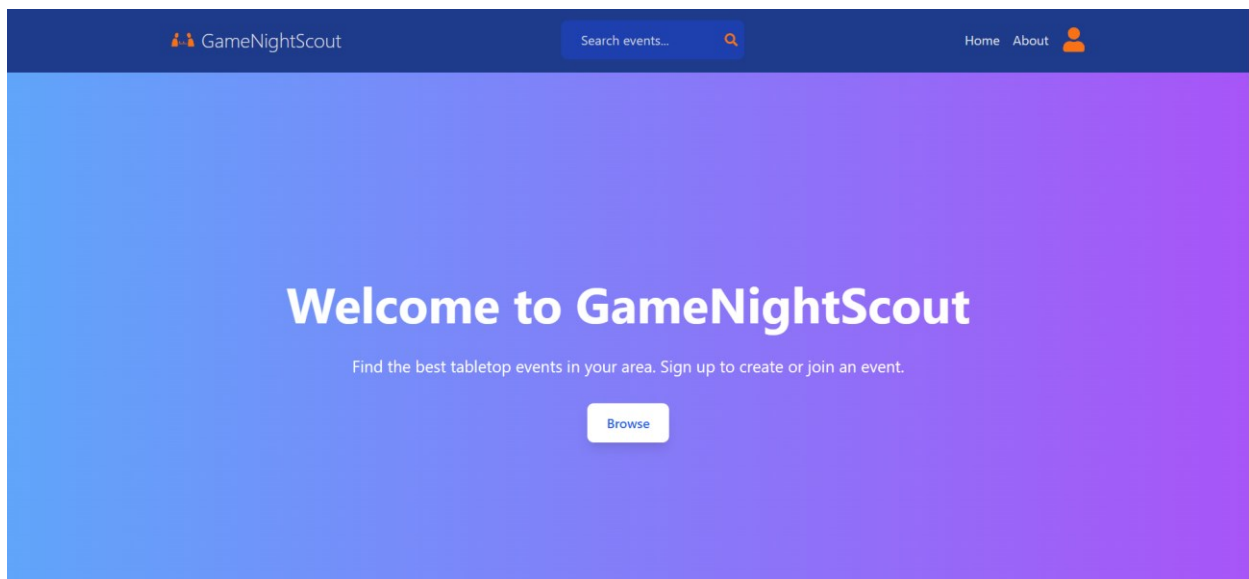 GameNightScout
Search events...
Home About
Welcome to GameNightScout
Find the best tabletop events in your area. Sign up to create or join an event.
Browse